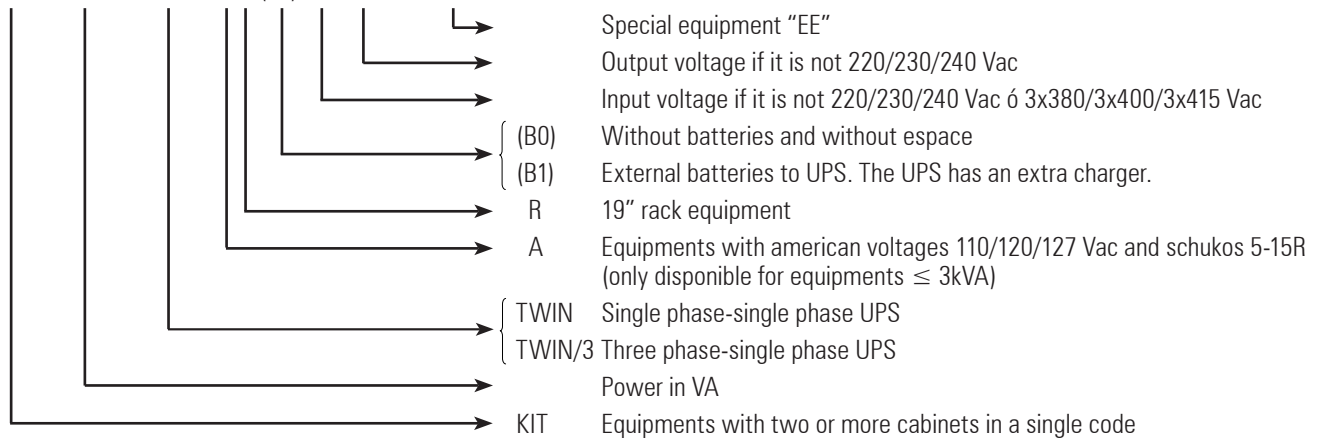 Special equipment “EE”
Output voltage if it is not 220/230/240 Vac
Input voltage if it is not 220/230/240 Vac ó 3x380/3x400/3x415 Vac
(B0) Without batteries and without espace
(B1) External batteries to UPS. The UPS has an extra charger.
R 19” rack equipment
A Equipments with american voltages 110/120/127 Vac and schukos 5-15R
(only disponible for equipments ≤ 3kVA)
TWIN Single phase-single phase UPS
TWIN/3 Three phase-single phase UPS
Power in VA
KIT Equipments with two or more cabinets in a single code